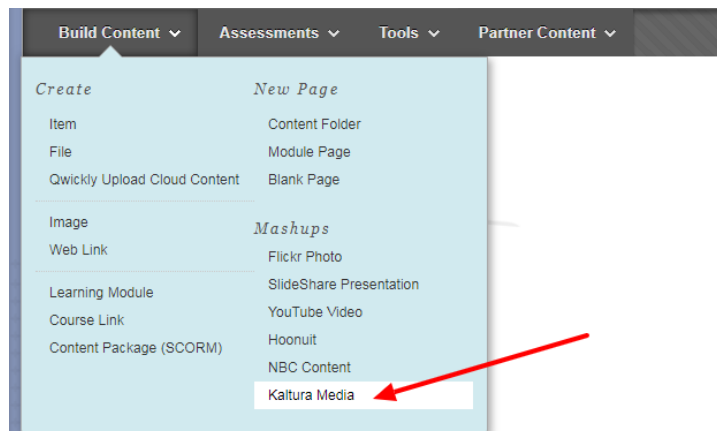 Build Content Assessments Tools Partner Content
Create
Item
File
Qwickly Upload Cloud Content
Image
Web Link
Learning Module
Course Link
Content Package (SCORM)
New Page
Content Folder
Module Page
Blank Page
Mashups
Flickr Photo
SlideShare Presentation
YouTube Video
Hoonuit
NBC Content
Kaltura Media